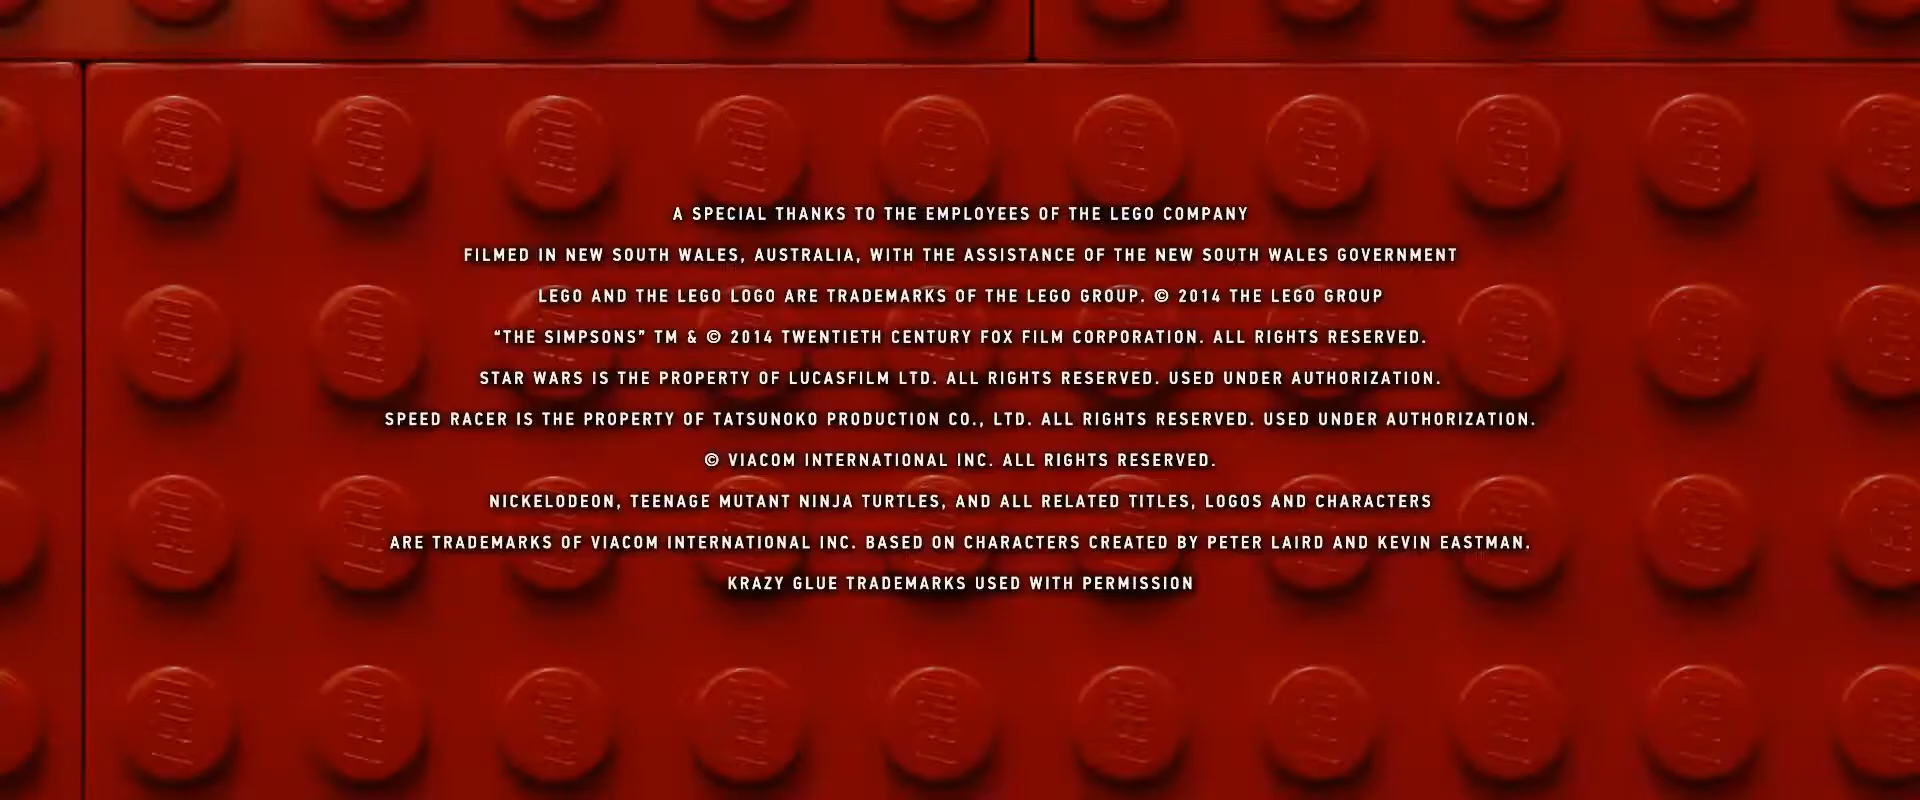 A SPECIAL THANKS TO THE EMPLOYEES OF THE LEGO COMPANY
FILMED IN NEW SOUTH WALES, AUSTRALIA, WITH THE ASSISTANCE OF THE NEW SOUTH WALES GOVERNMENT
LEGO AND THE LEGO LOGO ARE TRADEMARKS OF THE LEGO GROUP. © 2014 THE LEGO GROUP
“THE SIMPSONS” TM & © 2014 TWENTIETH CENTURY FOX FILM CORPORATION. ALL RIGHTS RESERVED.
STAR WARS IS THE PROPERTY OF LUCASFILM LTD. ALL RIGHTS RESERVED. USED UNDER AUTHORIZATION.
SPEED RACER IS THE PROPERTY OF TATSUNOKO PRODUCTION CO., LTD. ALL RIGHTS RESERVED. USED UNDER AUTHORIZATION.
© VIACOM INTERNATIONAL INC. ALL RIGHTS RESERVED.
NICKELODEON, TEENAGE MUTANT NINJA TURTLES, AND ALL RELATED TITLES, LOGOS AND CHARACTERS
ARE TRADEMARKS OF VIACOM INTERNATIONAL INC. BASED ON CHARACTERS CREATED BY PETER LAIRD AND KEVIN EASTMAN.
KRAZY GLUE TRADEMARKS USED WITH PERMISSION